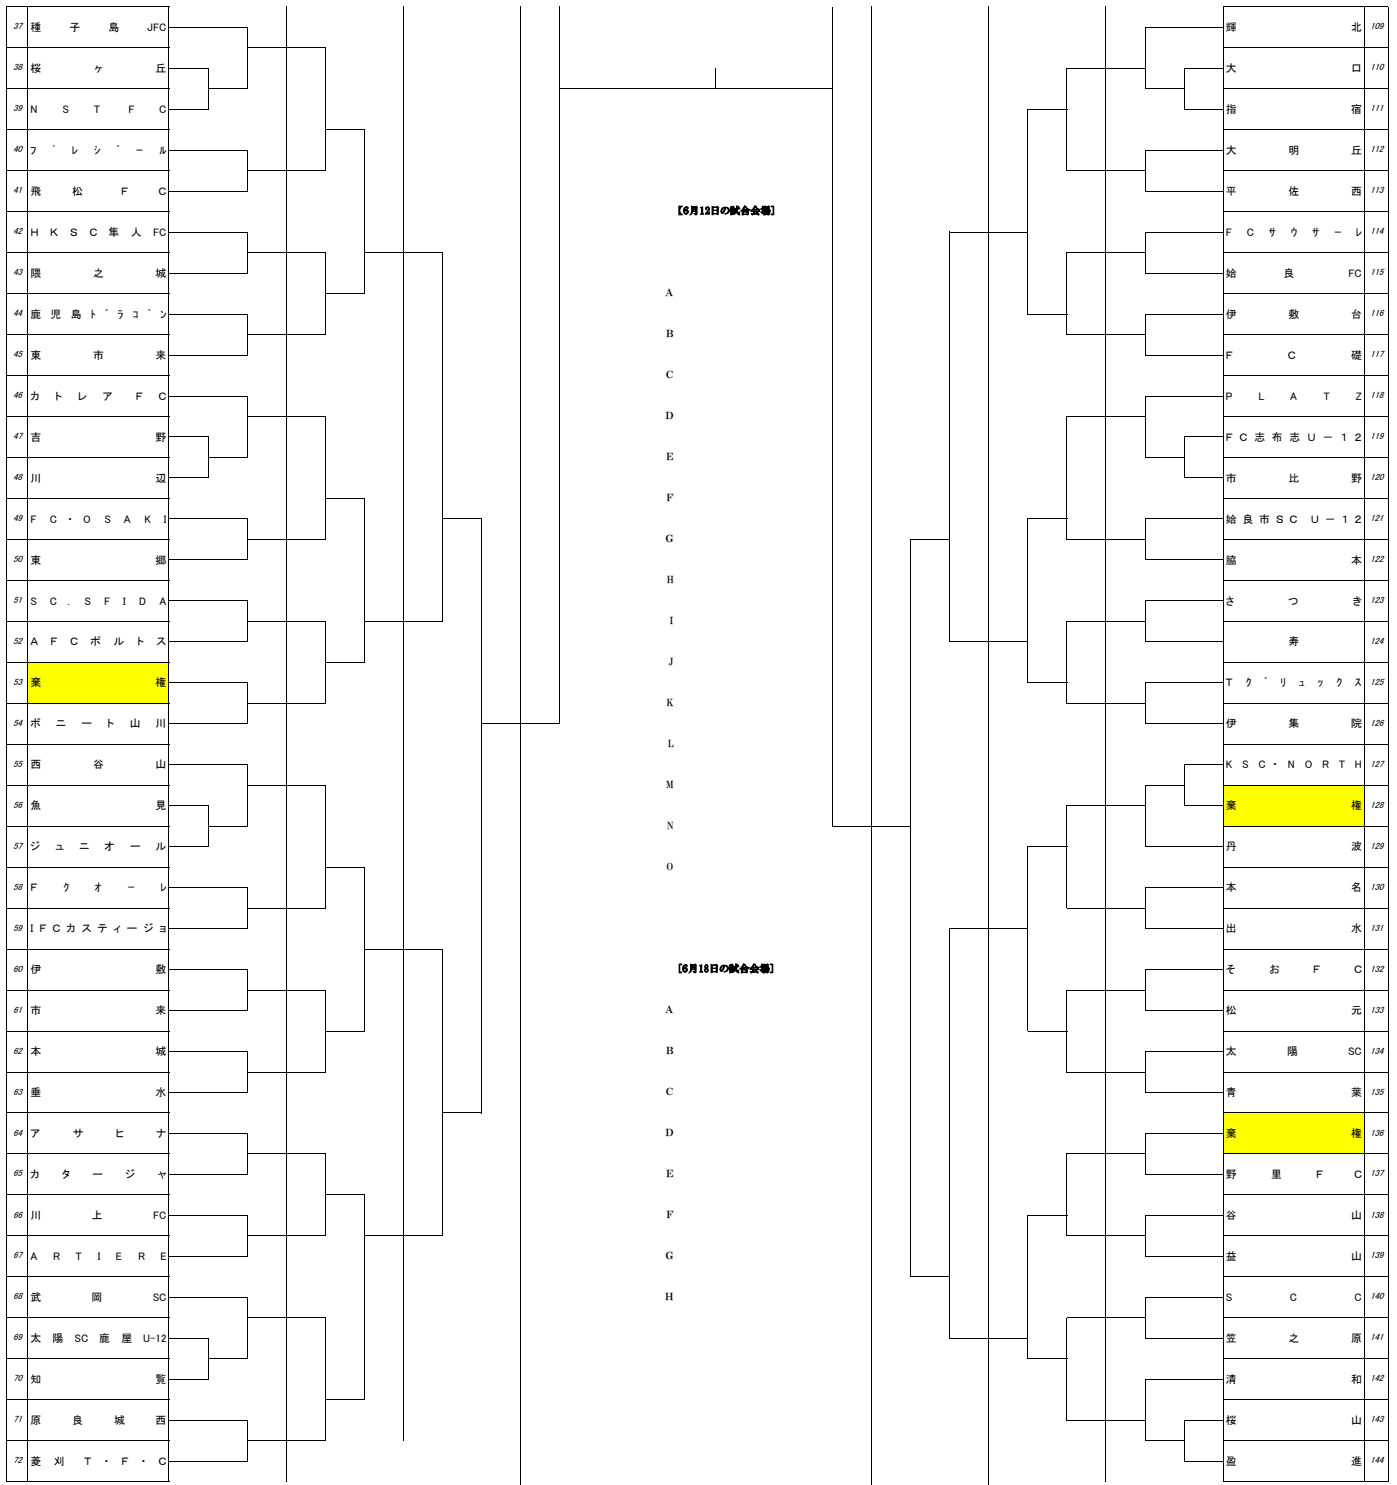 37 種子島JFC
38 桜ヶ丘
39 NSTFC
40 ブレジール
41 飛松FC
42 HKSC隼人FC
43 隈之城
44 鹿児島ドラゴン
45 東市来
46 カトレアFC
47 吉野
48 川辺
49 FC・OSAKI
50 東郷
51 SC.SFIDA
52 AFCボルトス
53 棄権
54 ボニート山川
55 西谷山
56 魚見
57 ジュニオール
58 Fクオーレ
59 IFCカスティージョ
60 伊敷
61 市来
62 本城
63 垂水
64 アサヒナ
65 カタージャ
66 川上FC
67 ARTIERE
68 武岡SC
69 太陽SC鹿屋U-12
70 知覧
71 原良城西
72 菱刈T・F・C
[6月12日の試合会場]
A
B
C
D
E
F
G
H
I
J
K
L
M
N
O
[6月18日の試合会場]
A
B
C
D
E
F
G
H
輝北 109
大口 110
指宿 111
大明丘 112
平佐西 113
FCサウサーレ 114
姶良FC 115
伊敷台 116
FC礎 117
PLATZ 118
FC志布志U-12 119
市比野 120
姶良市SC U-12 121
脇本 122
さつき 123
寿 124
Tグリュックス 125
伊集院 126
KSC・NORTH 127
棄権 128
丹波 129
本名 130
出水 131
そおFC 132
松元 133
太陽SC 134
青葉 135
棄権 136
野里FC 137
谷山 138
益山 139
SCC 140
笠之原 141
清和 142
桜山 143
盈進 144